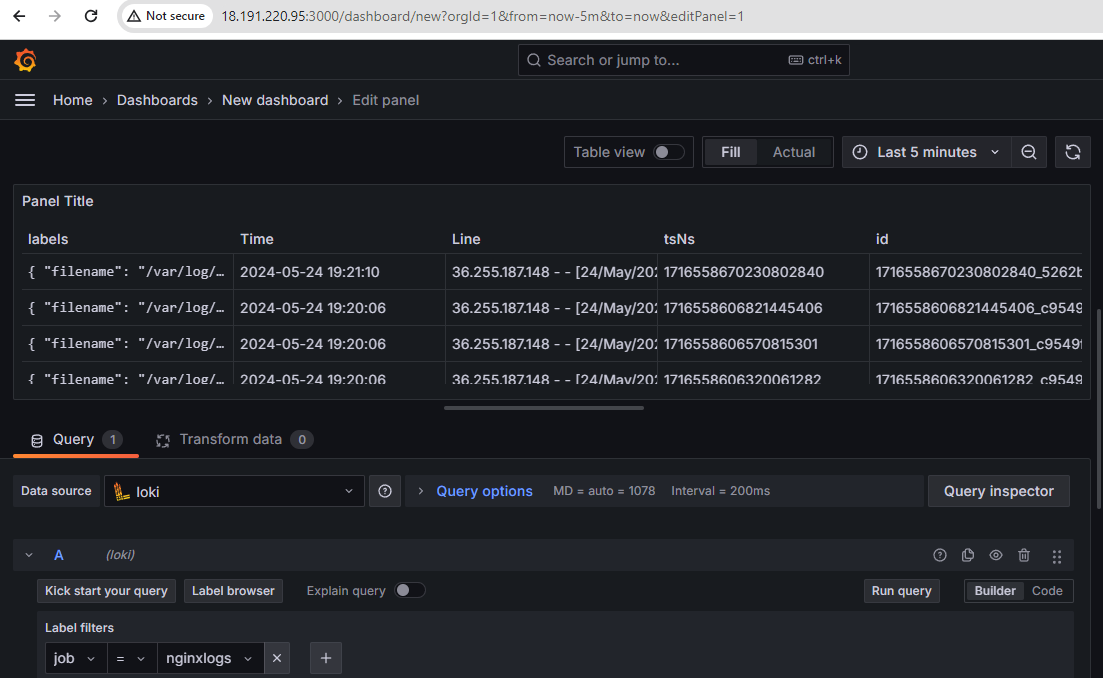 Not secure 18.191.220.95:3000/dashboard/new?orgId=1&from=now-5m&to=now&editPanel=1
Search or jump to... ctrl+k
Home › Dashboards › New dashboard › Edit panel
Table view Fill Actual Last 5 minutes
Panel Title
labels Time Line tsNs id
{ "filename": "/var/log/… 2024-05-24 19:21:10 36.255.187.148 - - [24/May/202 1716558670230802840 1716558670230802840_5262b
{ "filename": "/var/log/… 2024-05-24 19:20:06 36.255.187.148 - - [24/May/202 1716558606821445406 1716558606821445406_c9549
{ "filename": "/var/log/… 2024-05-24 19:20:06 36.255.187.148 - - [24/May/202 1716558606570815301 1716558606570815301_c9549f
{ "filename": "/var/log/… 2024-05-24 19:20:06 36.255.187.148 - - [24/May/202 1716558606320061282 1716558606320061282_c9549
Query 1 Transform data 0
Data source loki Query options MD = auto = 1078 Interval = 200ms Query inspector
A (loki)
Kick start your query Label browser Explain query Run query Builder Code
Label filters
job = nginxlogs